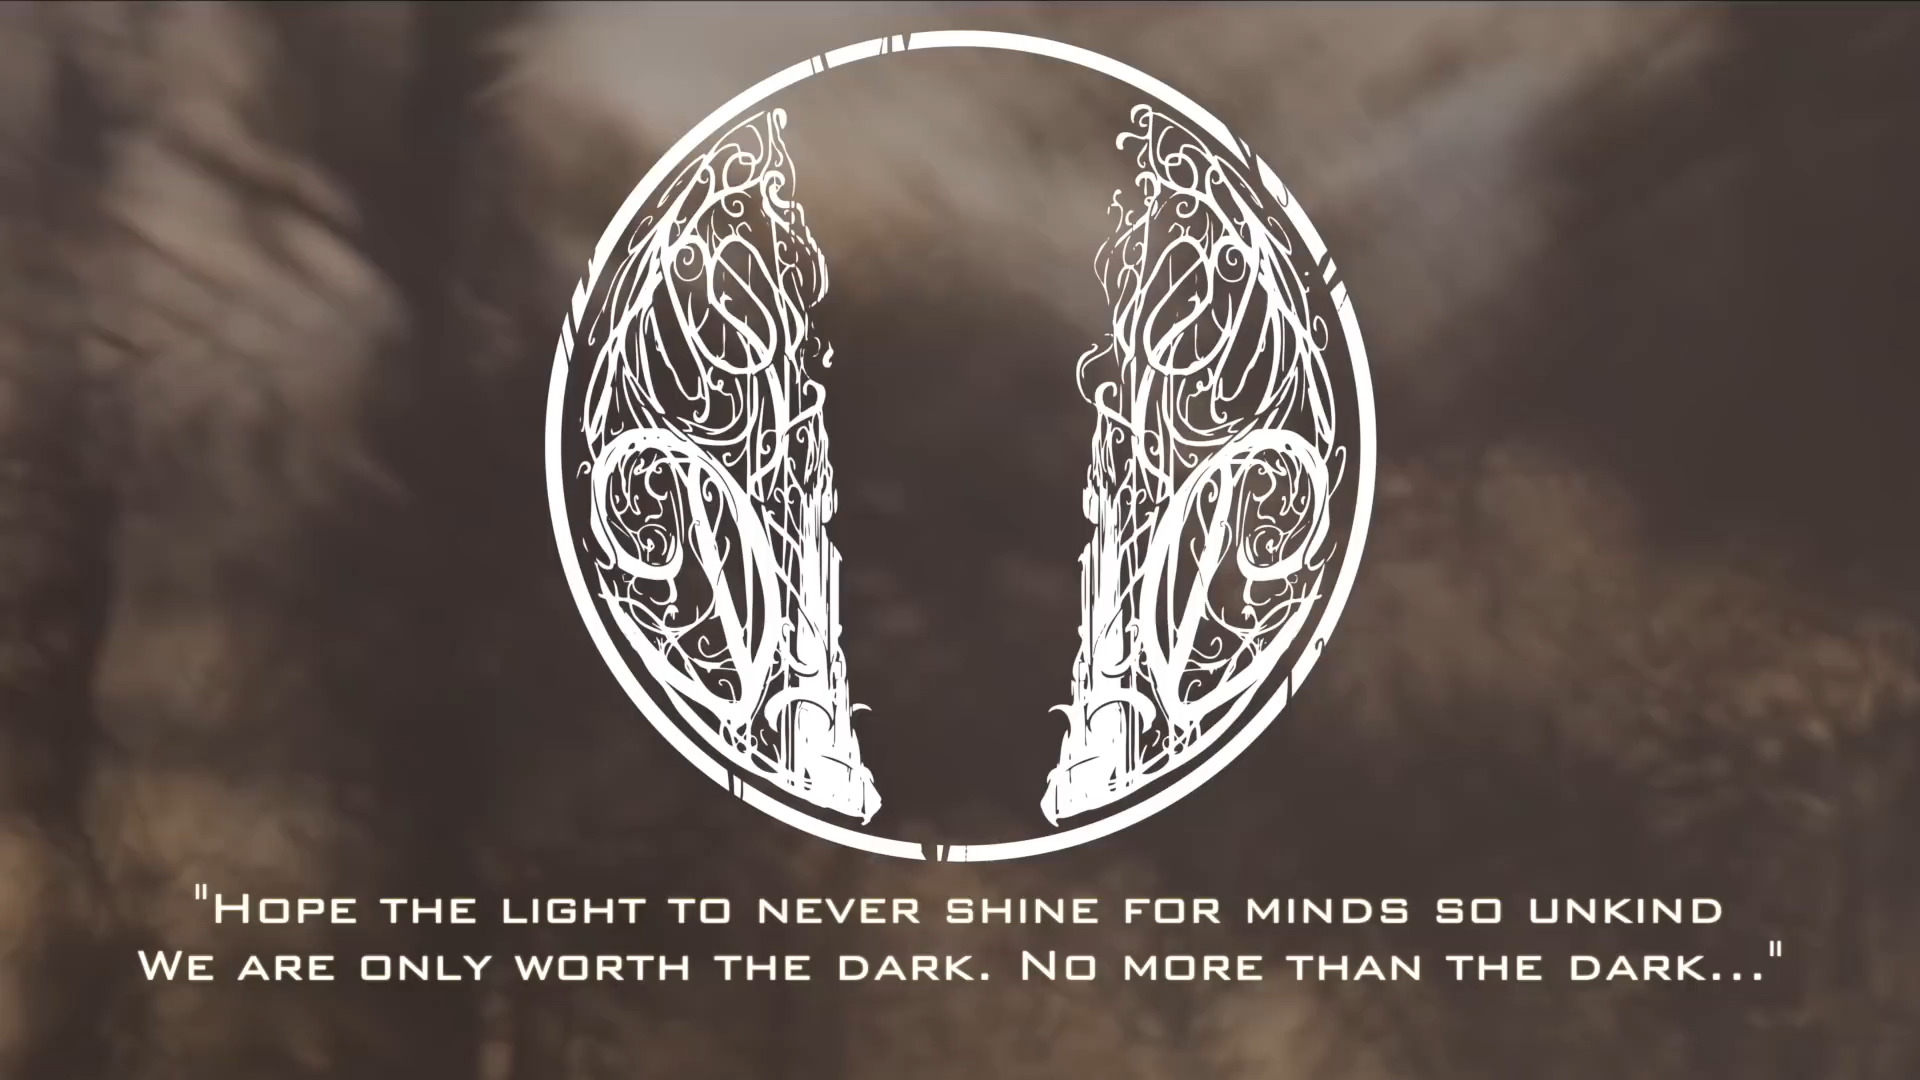 "Hope the light to never shine for minds so unkind
We are only worth the dark. No more than the dark..."